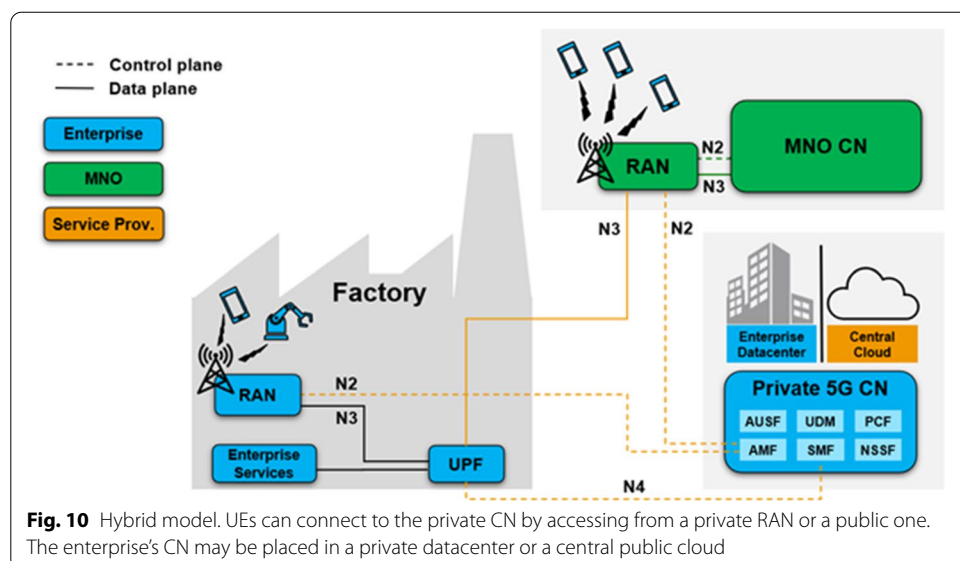 Control plane
Data plane
Enterprise
MNO
Service Prov.
RAN
N2
N3
MNO CN
N3
N2
Factory
Enterprise
Datacenter
Central
Cloud
RAN
N2
N3
Enterprise
Services
UPF
Private 5G CN
AUSF UDM PCF
AMF SMF NSSF
N4
Fig. 10 Hybrid model. UEs can connect to the private CN by accessing from a private RAN or a public one.
The enterprise's CN may be placed in a private datacenter or a central public cloud